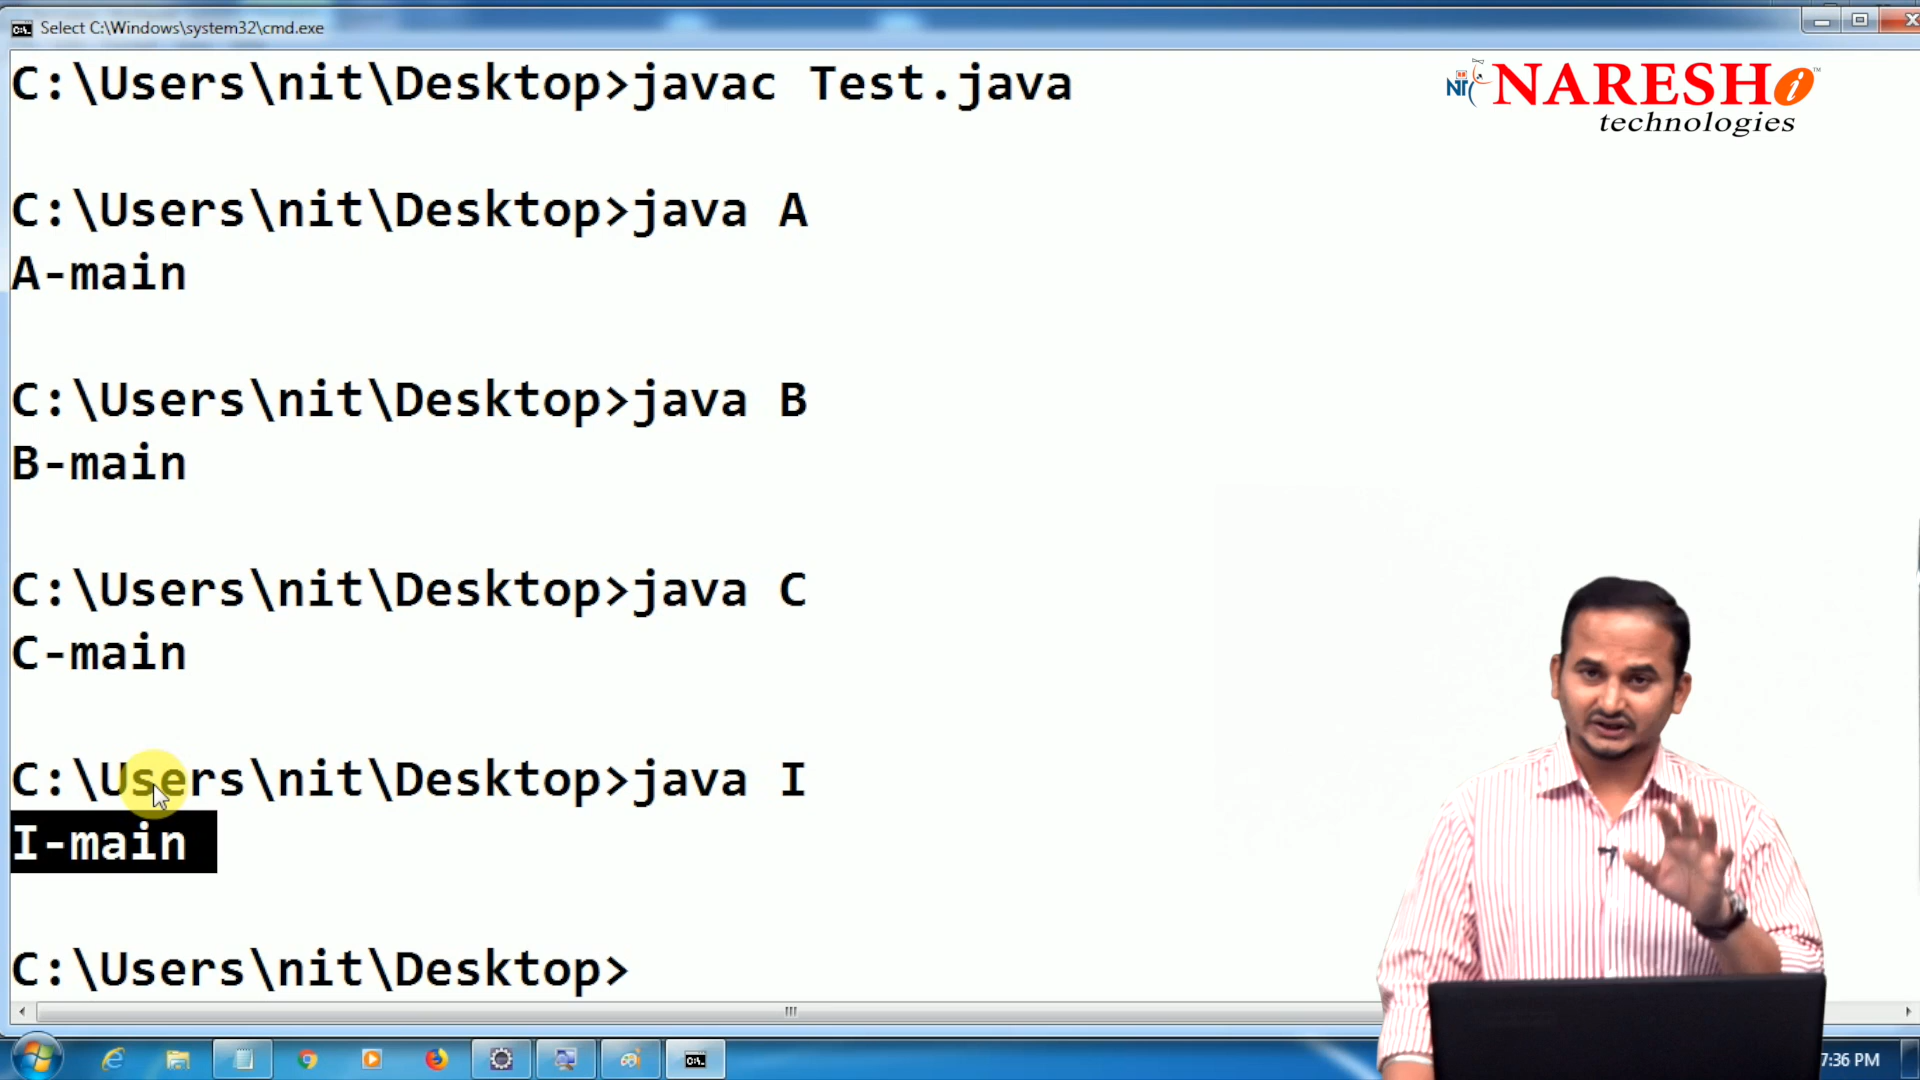 Select C:\Windows\system32\cmd.exe
C:\Users\nit\Desktop>javac Test.java
NiT NARESH i ™
technologies
C:\Users\nit\Desktop>java A
A-main
C:\Users\nit\Desktop>java B
B-main
C:\Users\nit\Desktop>java C
C-main
C:\Users\nit\Desktop>java I
I-main
C:\Users\nit\Desktop>
7:36 PM